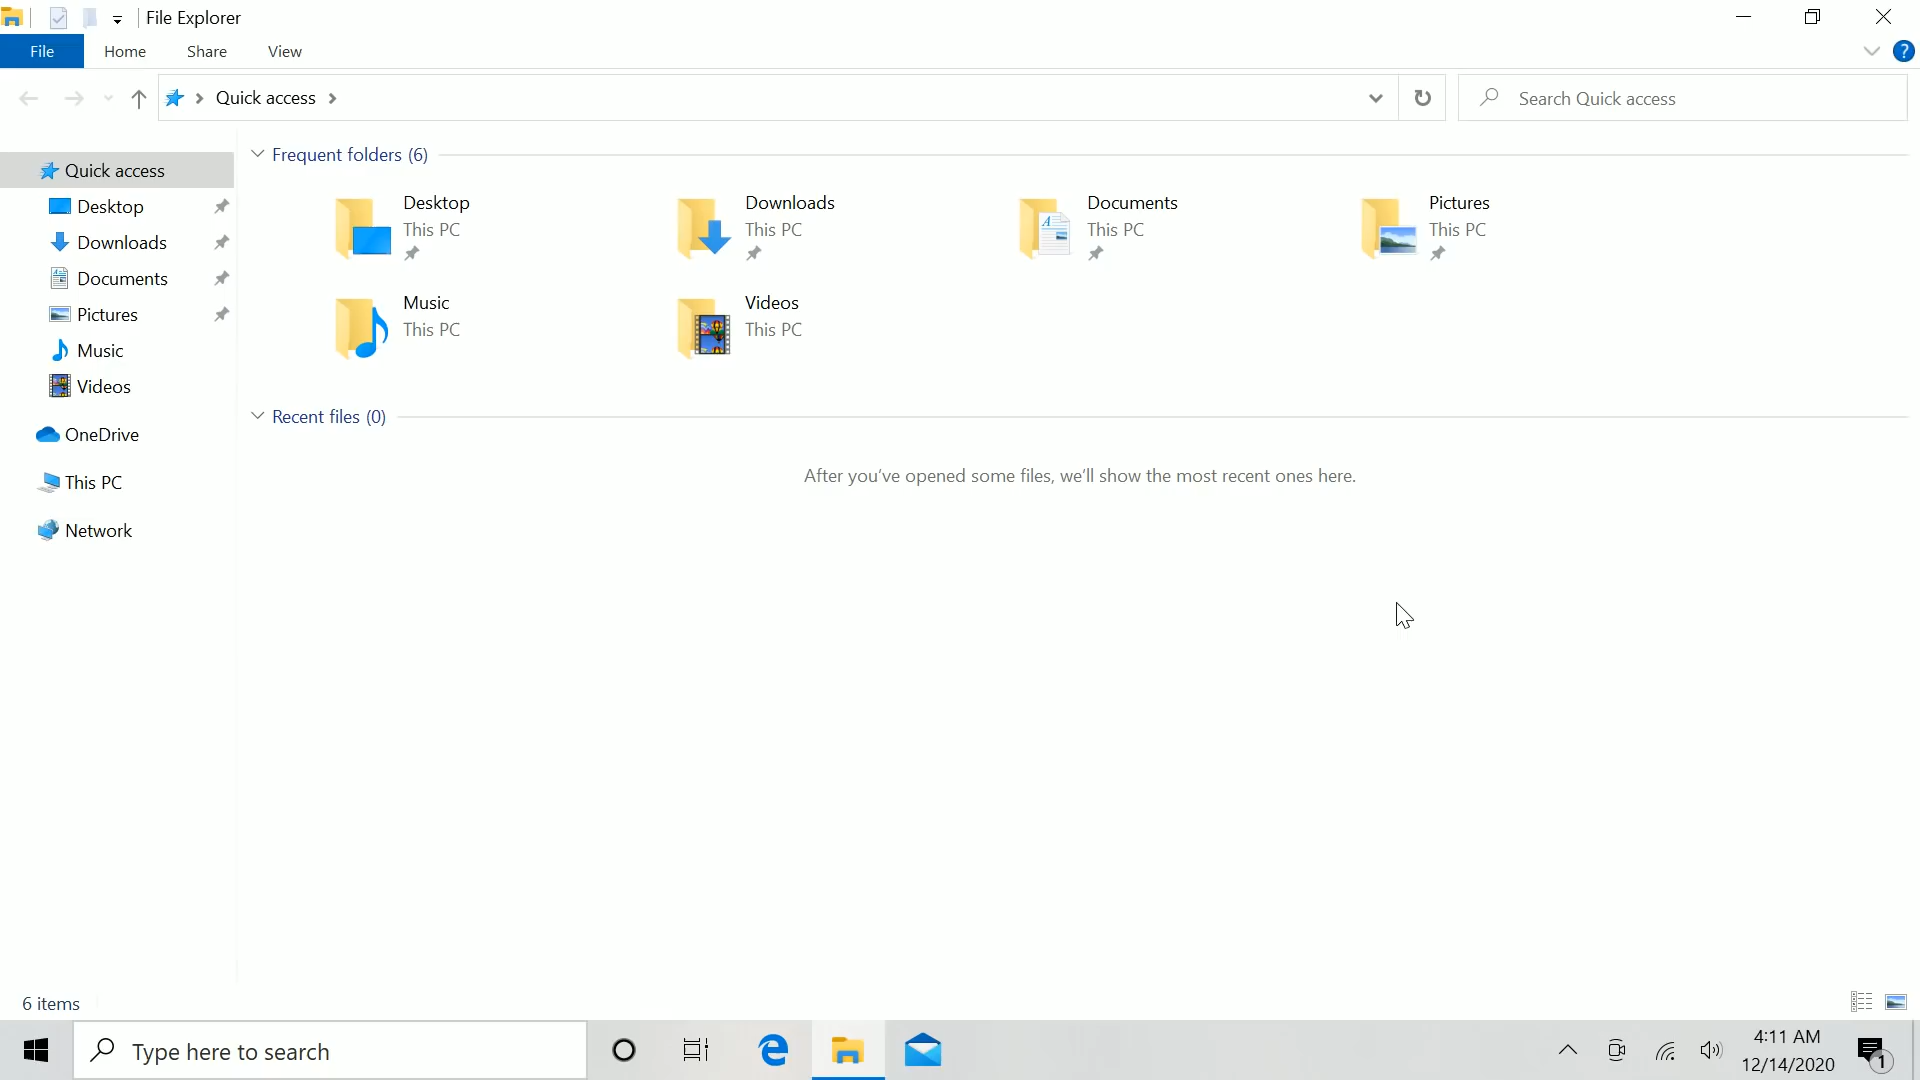 File Explorer
File Home Share View
?
Quick access
Search Quick access
Quick access
Desktop
Downloads
Documents
Pictures
Music
Videos
OneDrive
This PC
Network
Frequent folders (6)
Desktop
This PC
Downloads
This PC
Documents
This PC
Pictures
This PC
Music
This PC
Videos
This PC
Recent files (0)
After you've opened some files, we'll show the most recent ones here.
6 items
Type here to search
4:11 AM
12/14/2020
1